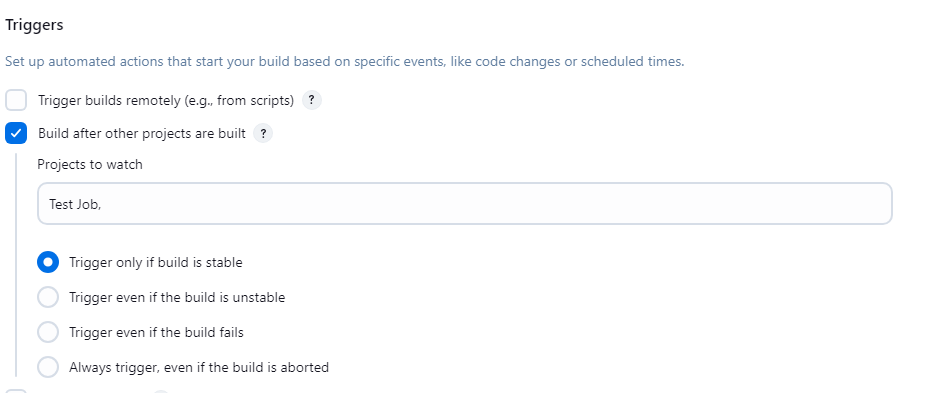 Triggers
Set up automated actions that start your build based on specific events, like code changes or scheduled times.
Trigger builds remotely (e.g., from scripts) ?
Build after other projects are built ?
Projects to watch
Test Job,
Trigger only if build is stable
Trigger even if the build is unstable
Trigger even if the build fails
Always trigger, even if the build is aborted